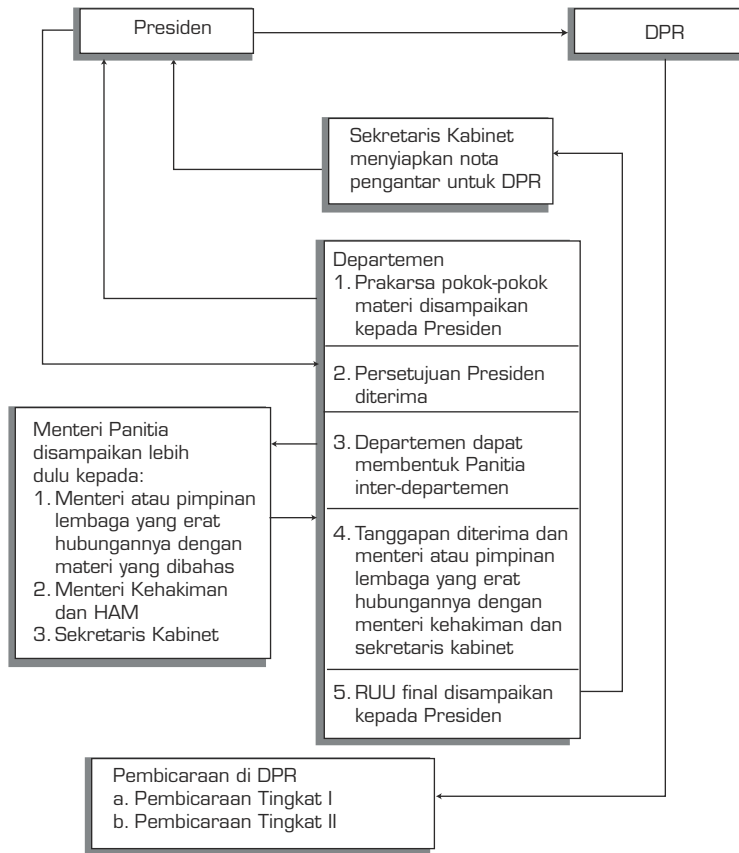 Presiden
DPR
Sekretaris Kabinet
menyiapkan nota
pengantar untuk DPR
Departemen
1. Prakarsa pokok-pokok
materi disampaikan
kepada Presiden
2. Persetujuan Presiden
diterima
3. Departemen dapat
membentuk Panitia
inter-departemen
4. Tanggapan diterima dan
menteri atau pimpinan
lembaga yang erat
hubungannya dengan
menteri kehakiman dan
sekretaris kabinet
5. RUU final disampaikan
kepada Presiden
Menteri Panitia
disampaikan lebih
dulu kepada:
1. Menteri atau pimpinan
lembaga yang erat
hubungannya dengan
materi yang dibahas
2. Menteri Kehakiman
dan HAM
3. Sekretaris Kabinet
Pembicaraan di DPR
a. Pembicaraan Tingkat I
b. Pembicaraan Tingkat II